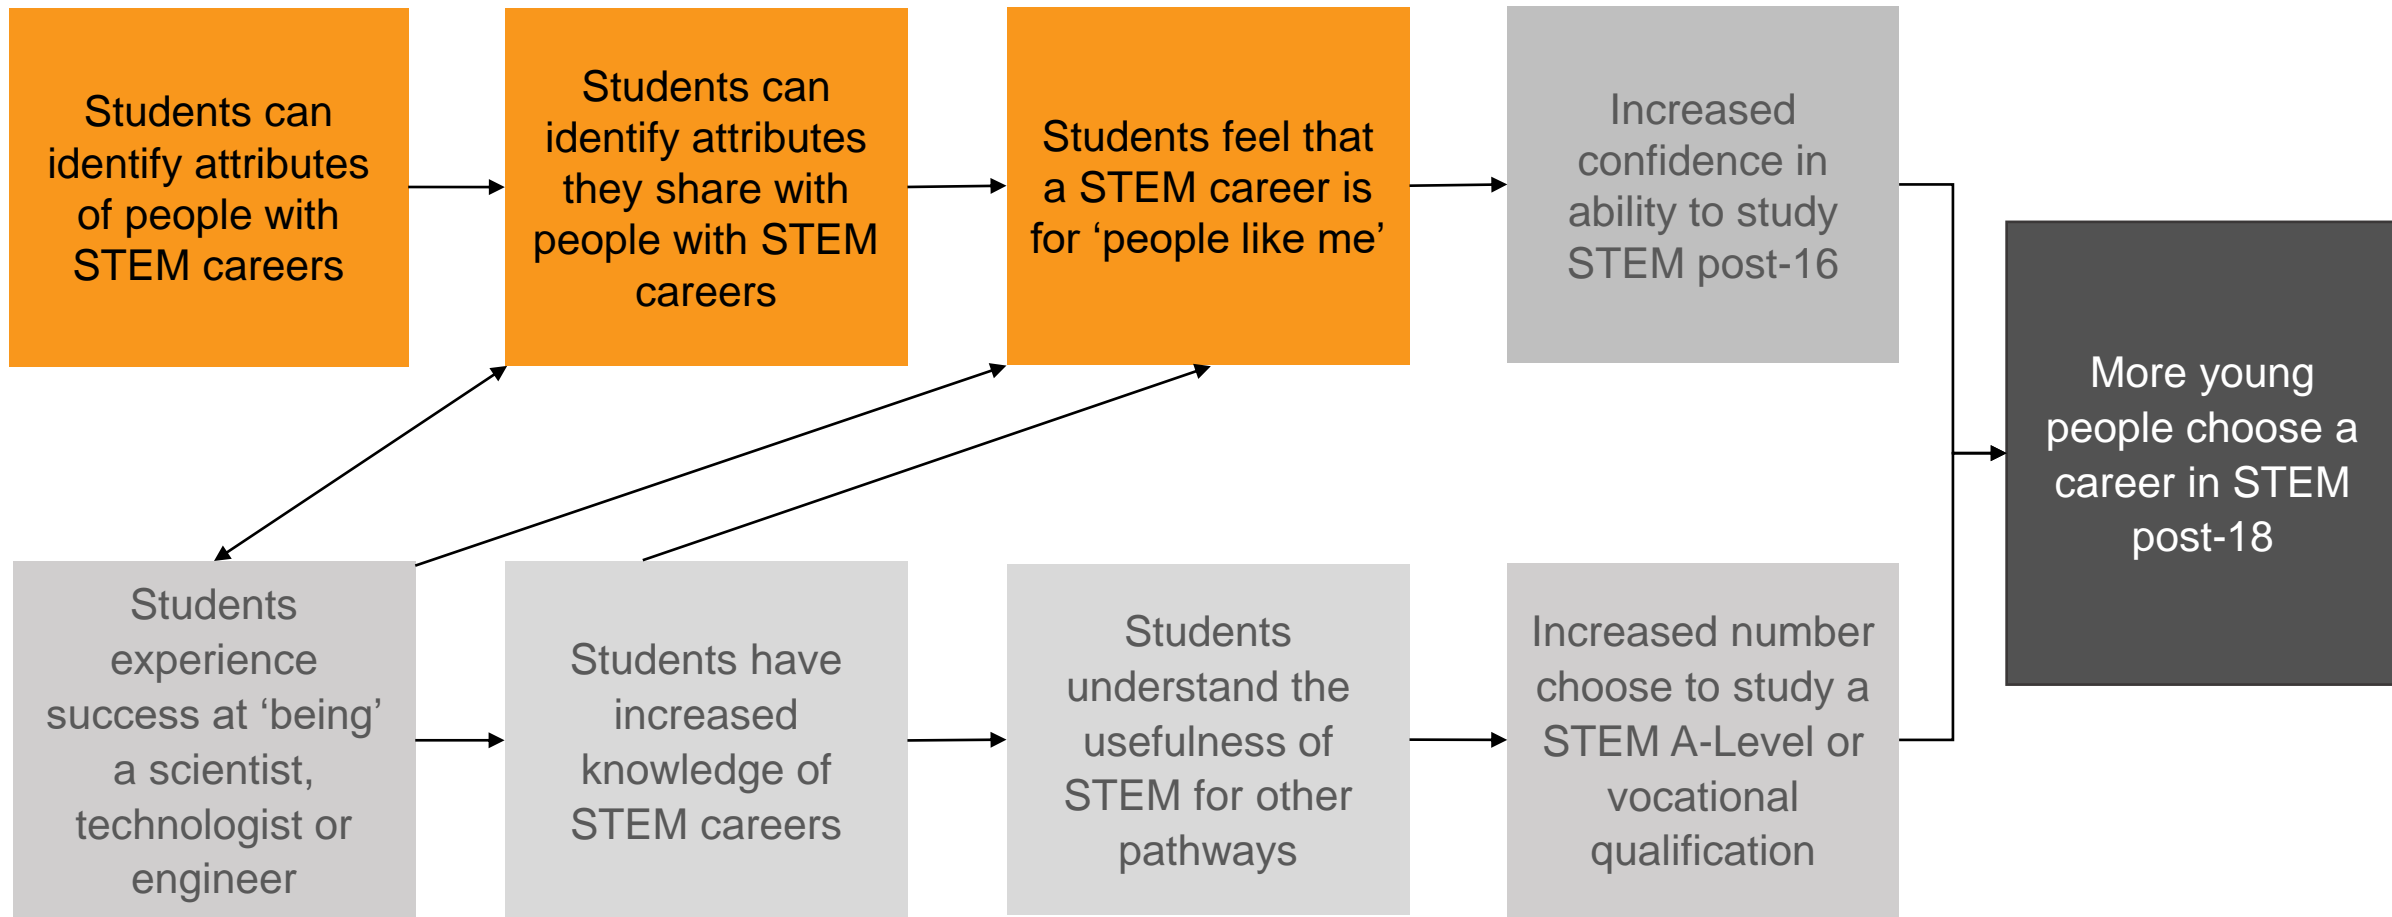 Students can
identify attributes
of people with
STEM careers
Students can
identify attributes
they share with
people with STEM
careers
Students feel that
a STEM career is
for ‘people like me’
Increased
confidence in
ability to study
STEM post-16
More young
people choose a
career in STEM
post-18
Students
experience
success at ‘being’
a scientist,
technologist or
engineer
Students have
increased
knowledge of
STEM careers
Students
understand the
usefulness of
STEM for other
pathways
Increased number
choose to study a
STEM A-Level or
vocational
qualification